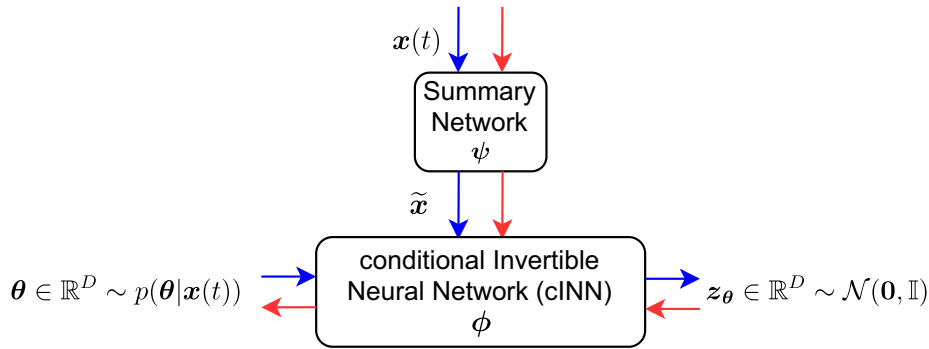 𝒙(t)
Summary
Network
𝝍
𝒙̃
conditional Invertible
Neural Network (cINN)
𝝓
𝜽 ∈ ℝ^D ∼ p(𝜽|𝒙(t))
𝒛_𝜽 ∈ ℝ^D ∼ 𝒩(𝟎, 𝕀)